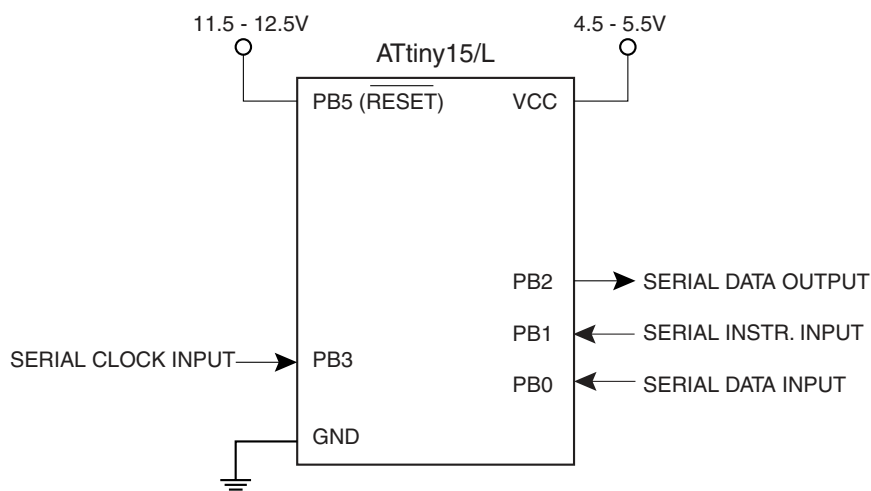 11.5 - 12.5V
4.5 - 5.5V
ATtiny15/L
PB5 (RESET)
VCC
PB2
SERIAL DATA OUTPUT
PB1
SERIAL INSTR. INPUT
SERIAL CLOCK INPUT
PB3
PB0
SERIAL DATA INPUT
GND